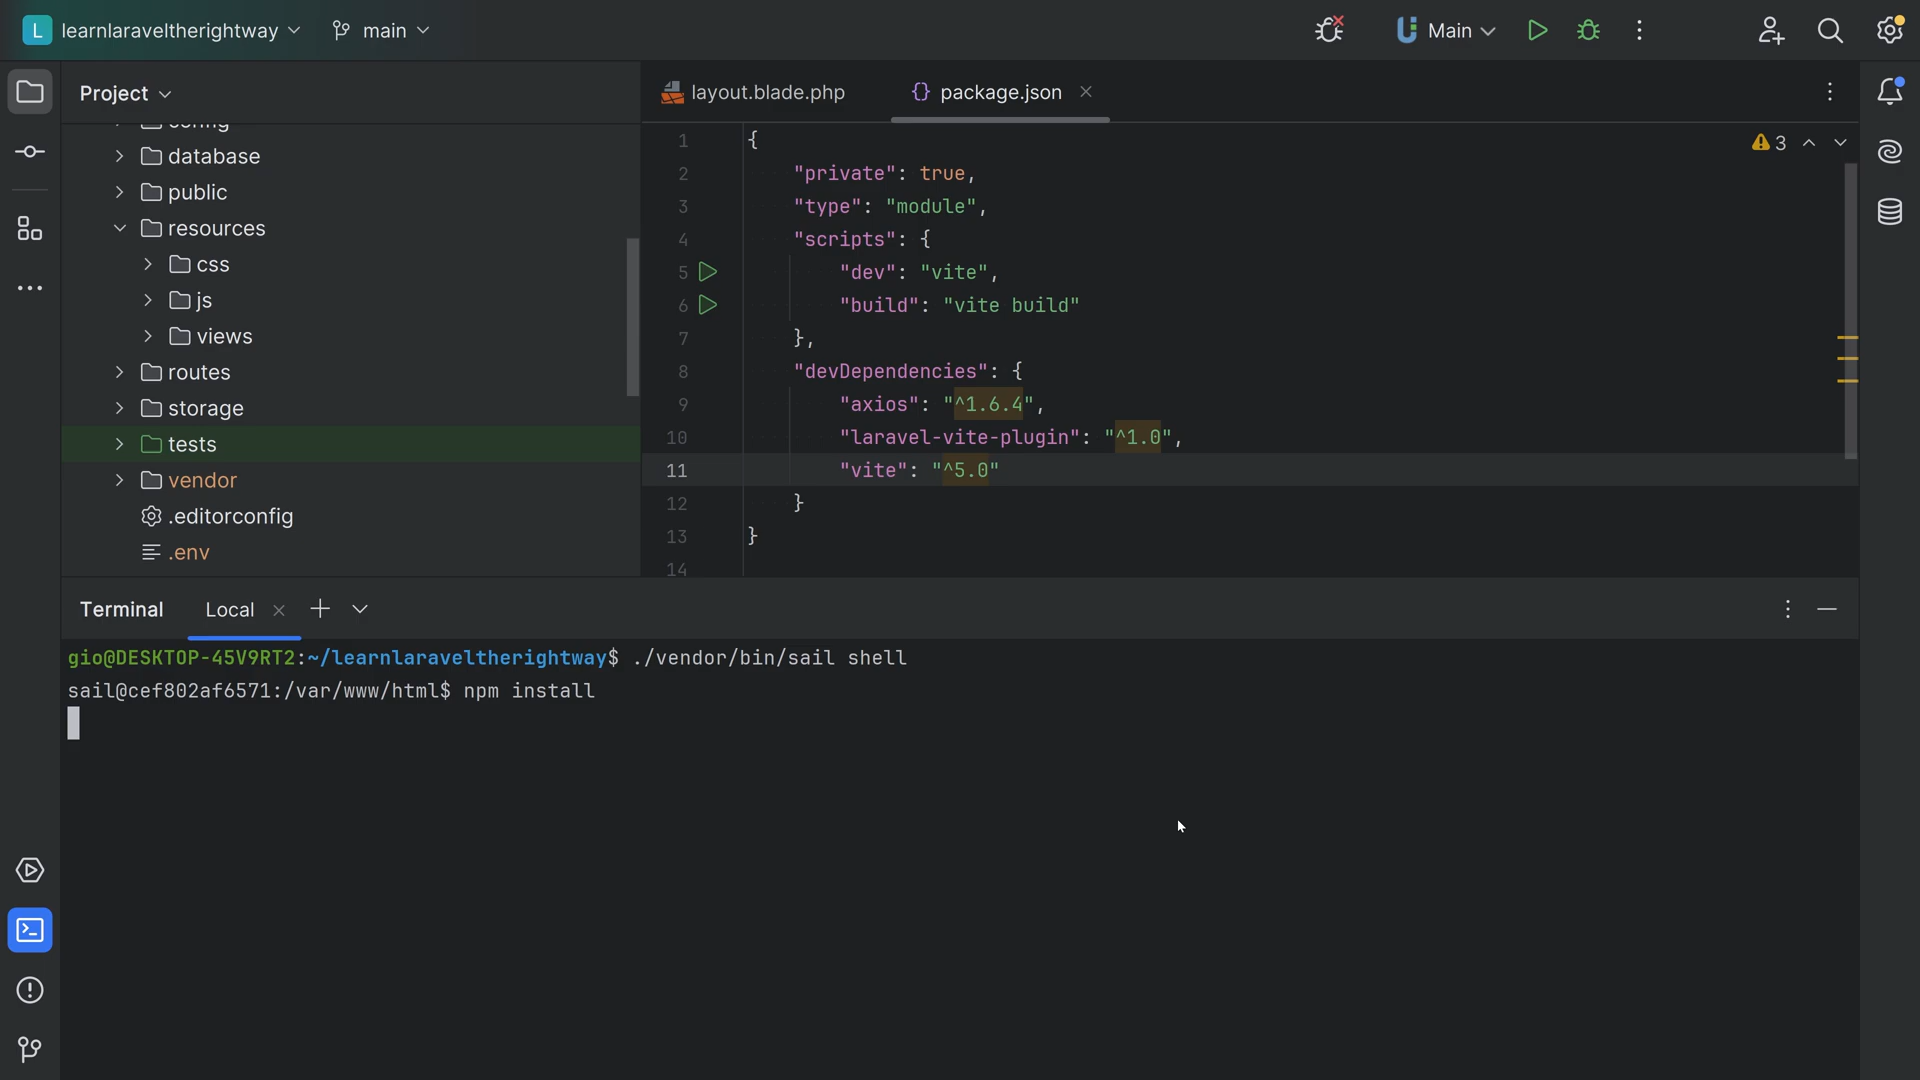 L learnlaraveltherightway main Main
Project
layout.blade.php package.json
config
database
public
resources
css
js
views
routes
storage
tests
vendor
.editorconfig
.env
3
1 {
2 "private": true,
3 "type": "module",
4 "scripts": {
5 "dev": "vite",
6 "build": "vite build"
7 },
8 "devDependencies": {
9 "axios": "^1.6.4",
10 "laravel-vite-plugin": "^1.0",
11 "vite": "^5.0"
12 }
13 }
14
Terminal Local
gio@DESKTOP-45V9RT2:~/learnlaraveltherightway$ ./vendor/bin/sail shell
sail@cef802af6571:/var/www/html$ npm install